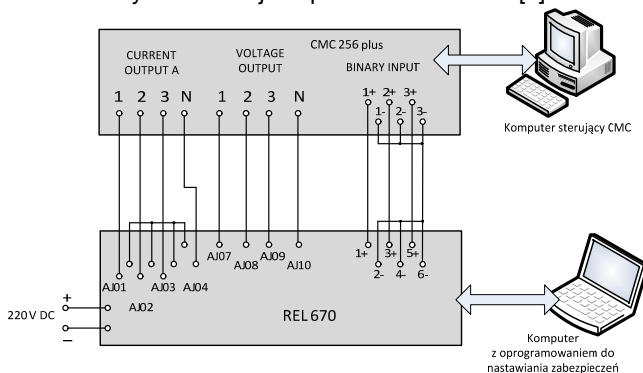 CMC 256 plus
CURRENT
OUTPUT A
VOLTAGE
OUTPUT
BINARY INPUT
1 2 3 N 1 2 3 N
1+ 2+ 3+
1- 2- 3-
Komputer sterujący CMC
AJ01 AJ02 AJ03 AJ04 AJ07 AJ08 AJ09 AJ10
1+ 3+ 5+
2- 4- 6-
+
220 V DC
–
REL 670
Komputer
z oprogramowaniem do
nastawiania zabezpieczeń